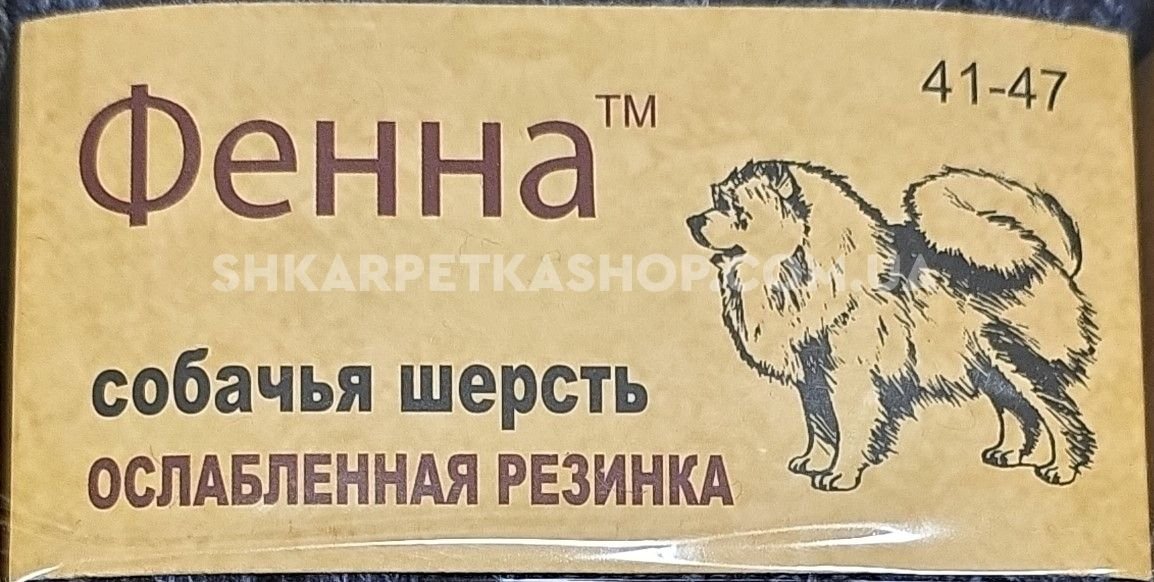 Фенна™
41-47
SHKARPETKASHOP.COM.UA
собачья шерсть
ОСЛАБЛЕННАЯ РЕЗИНКА